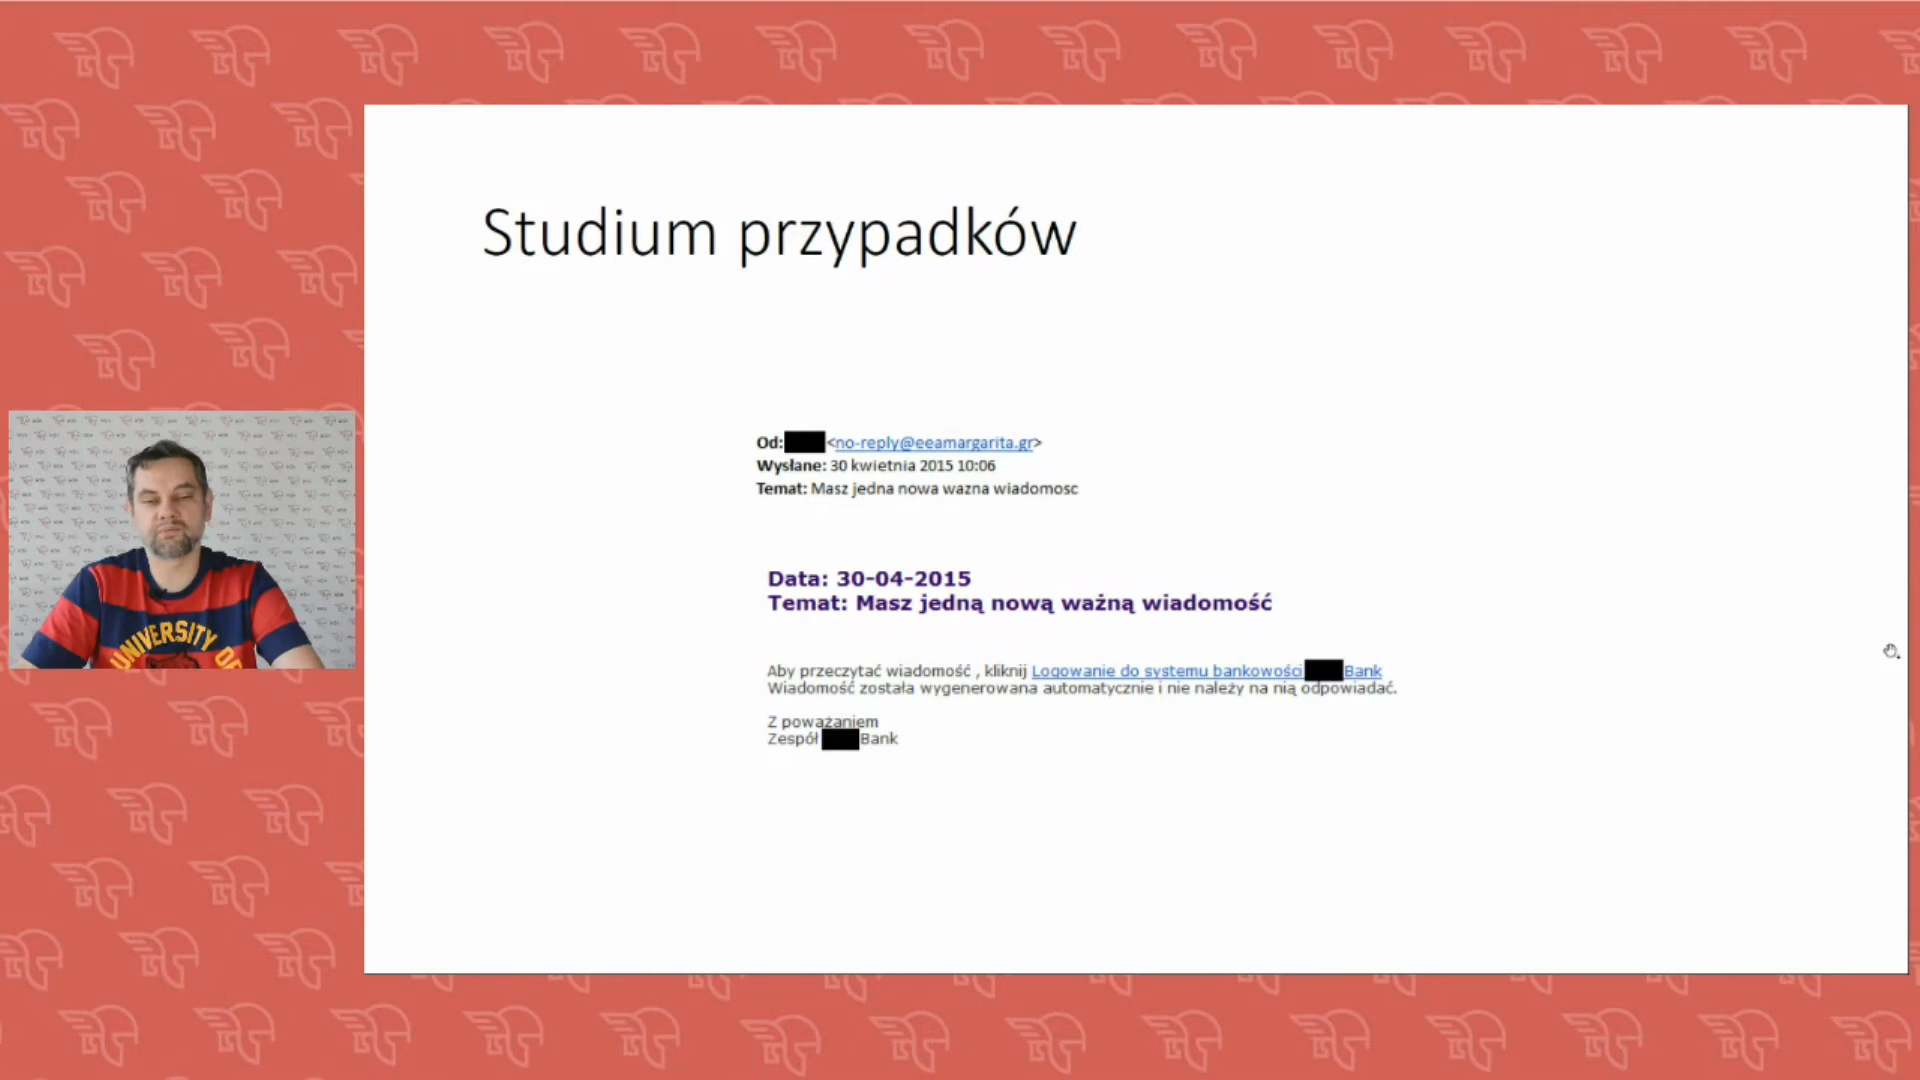 Studium przypadków
Od: <no-reply@eeamargarita.gr>
Wysłane: 30 kwietnia 2015 10:06
Temat: Masz jedna nowa wazna wiadomosc
Data: 30-04-2015
Temat: Masz jedną nową ważną wiadomość
Aby przeczytać wiadomość , kliknij Logowanie do systemu bankowości Bank
Wiadomość została wygenerowana automatycznie i nie należy na nią odpowiadać.
Z poważaniem
Zespół Bank
UNIVERSITY OF